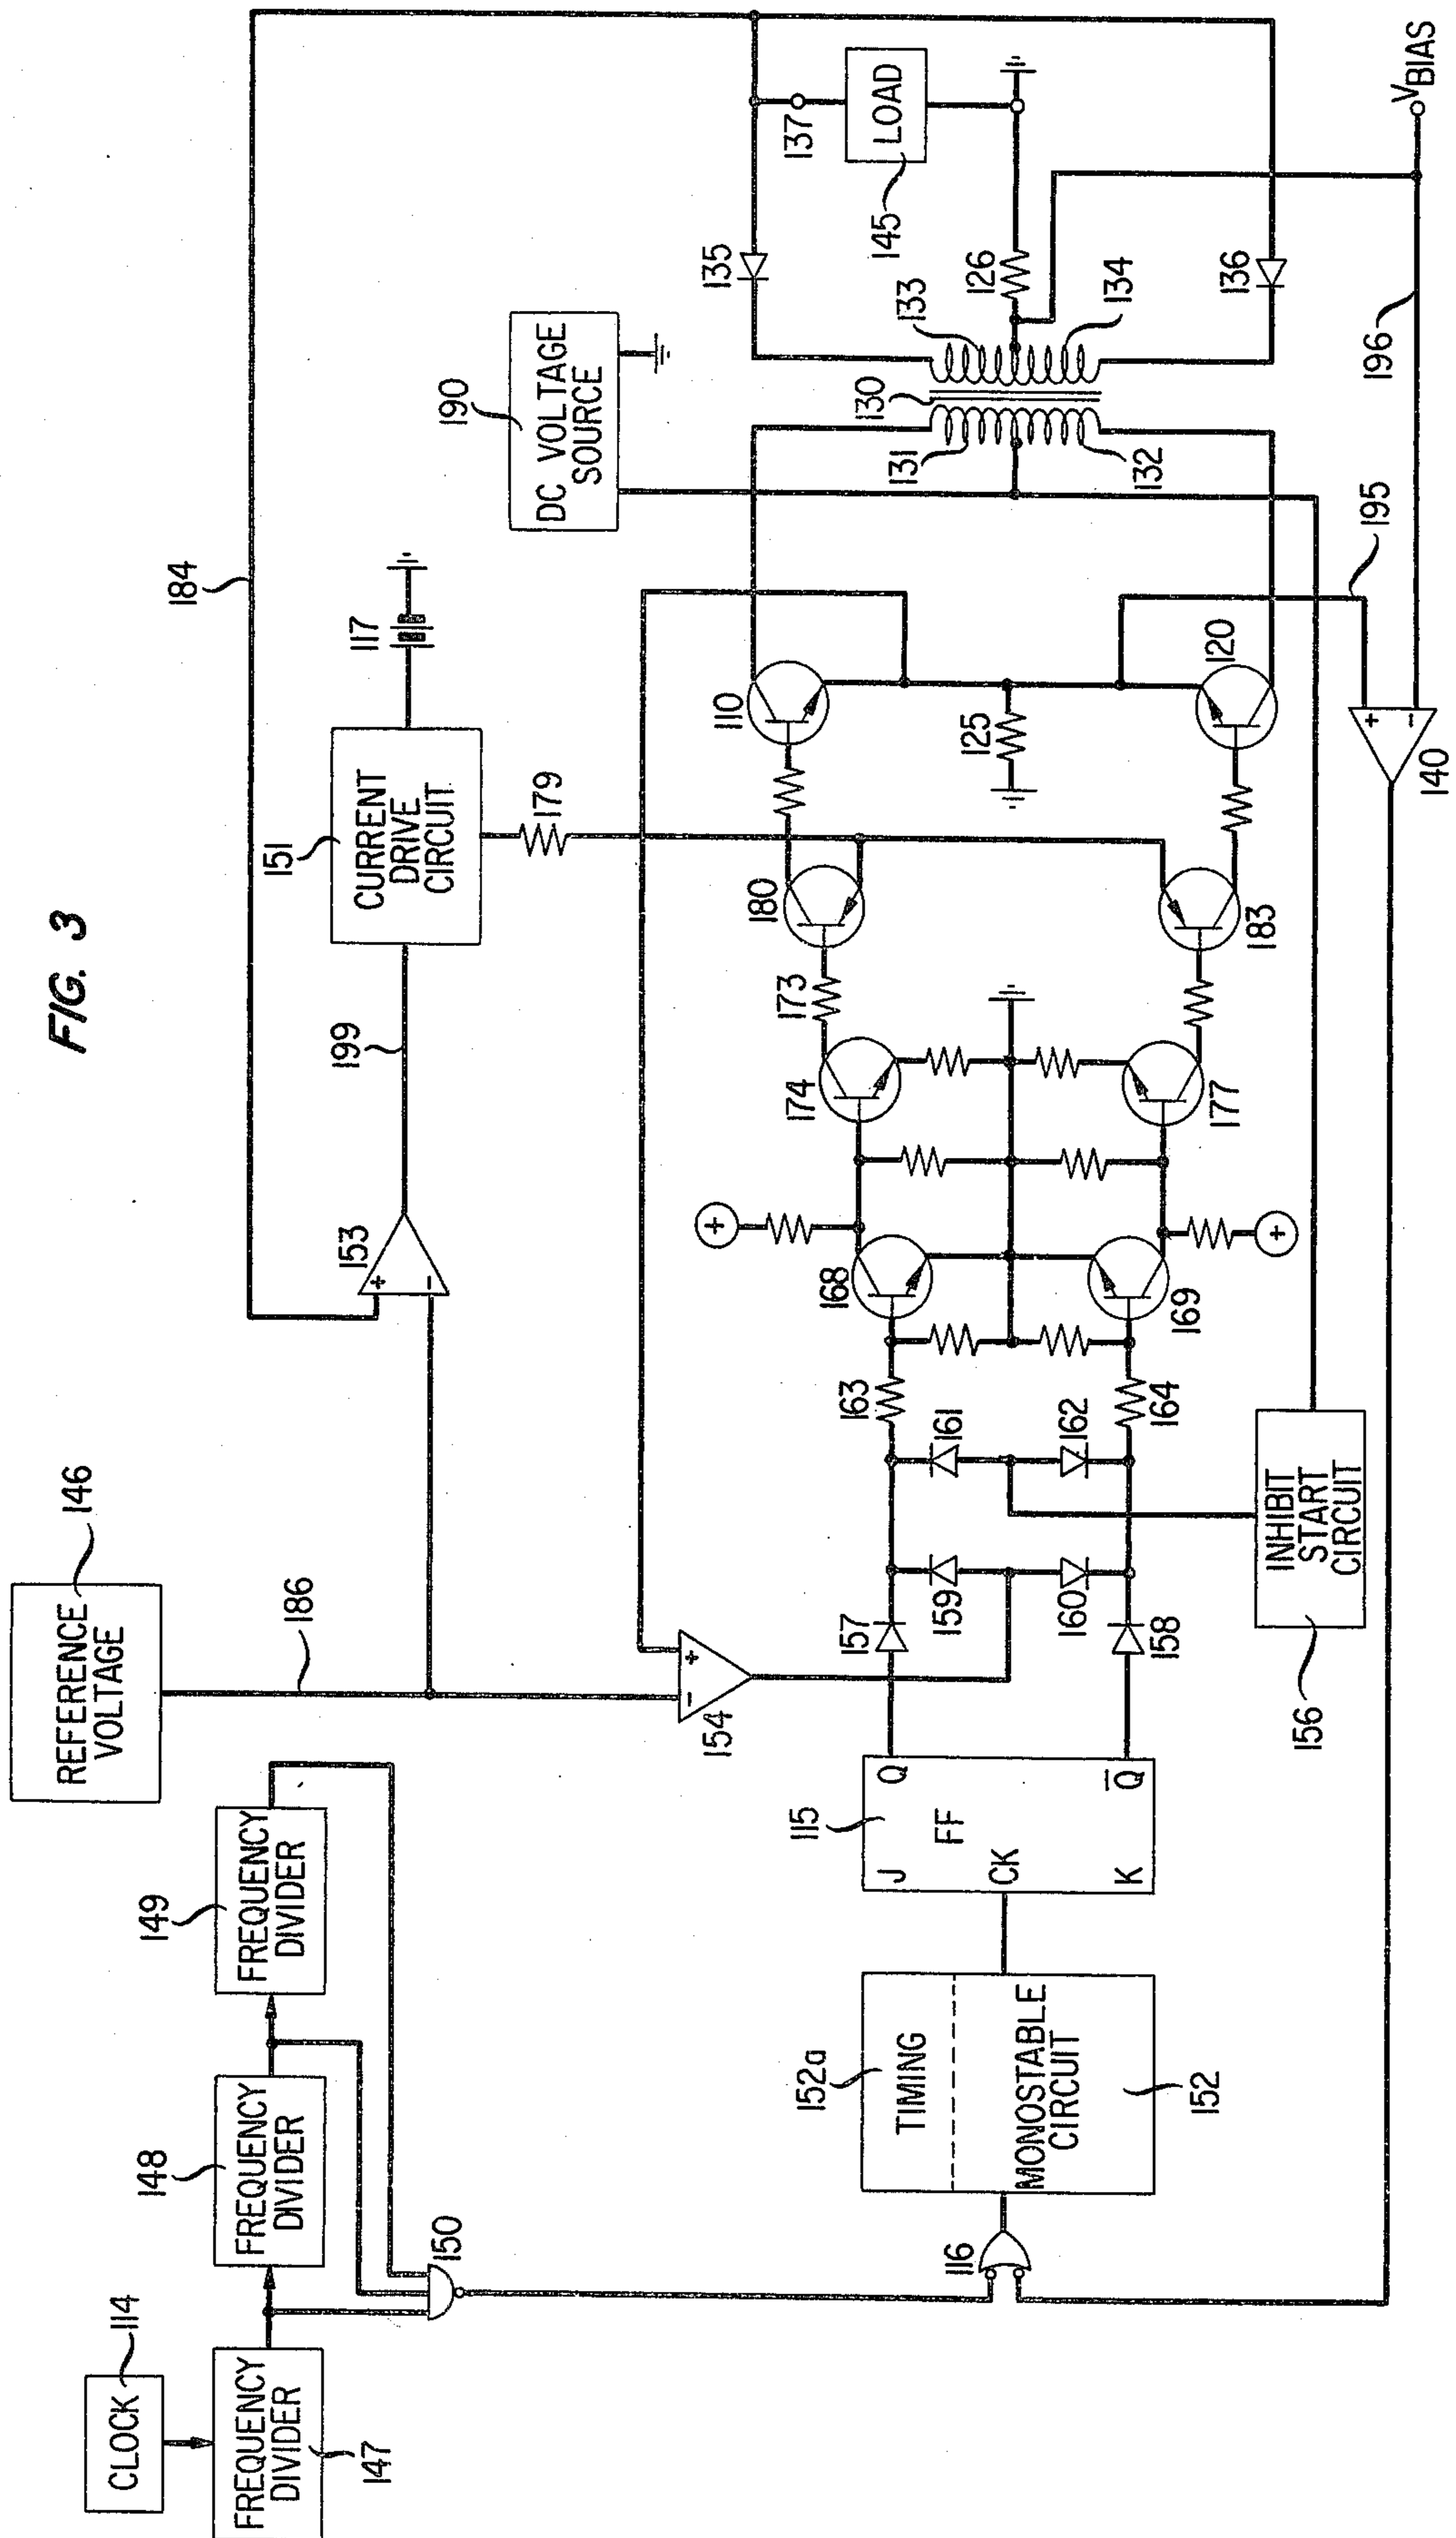 FIG. 3
CLOCK
114
FREQUENCY
DIVIDER
147
FREQUENCY
DIVIDER
148
FREQUENCY
DIVIDER
149
150
REFERENCE
VOLTAGE
146
186
+
-
153
199
CURRENT
DRIVE
CIRCUIT
151
117
184
179
DC VOLTAGE
SOURCE
190
+
-
154
116
TIMING
152a
MONOSTABLE
CIRCUIT
152
J
Q
FF
CK
K
Q̅
115
157
158
159
160
161
162
163
164
INHIBIT
START
CIRCUIT
156
168
169
+
+
174
177
173
180
183
110
120
125
130
131
132
133
134
135
136
126
137
LOAD
145
195
196
+
-
140
VBIAS